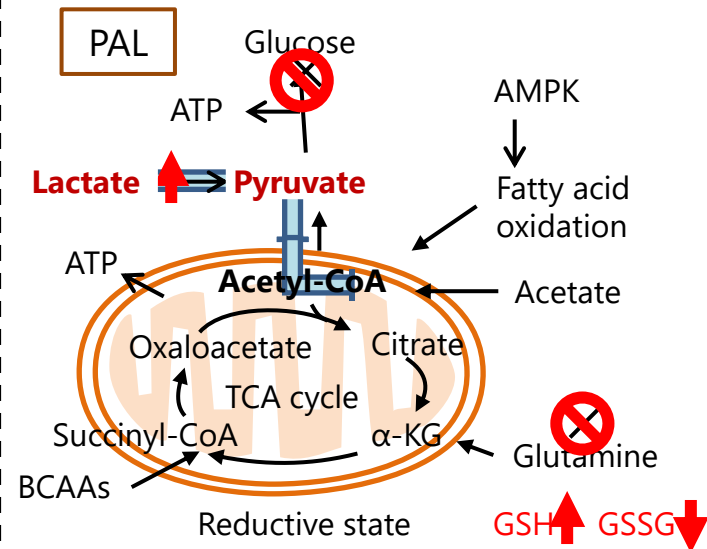 PAL
Glucose
ATP
AMPK
Lactate
Pyruvate
Fatty acid
oxidation
ATP
Acetyl-CoA
Acetate
Oxaloacetate
Citrate
TCA cycle
Succinyl-CoA
α-KG
Glutamine
BCAAs
Reductive state
GSH
GSSG